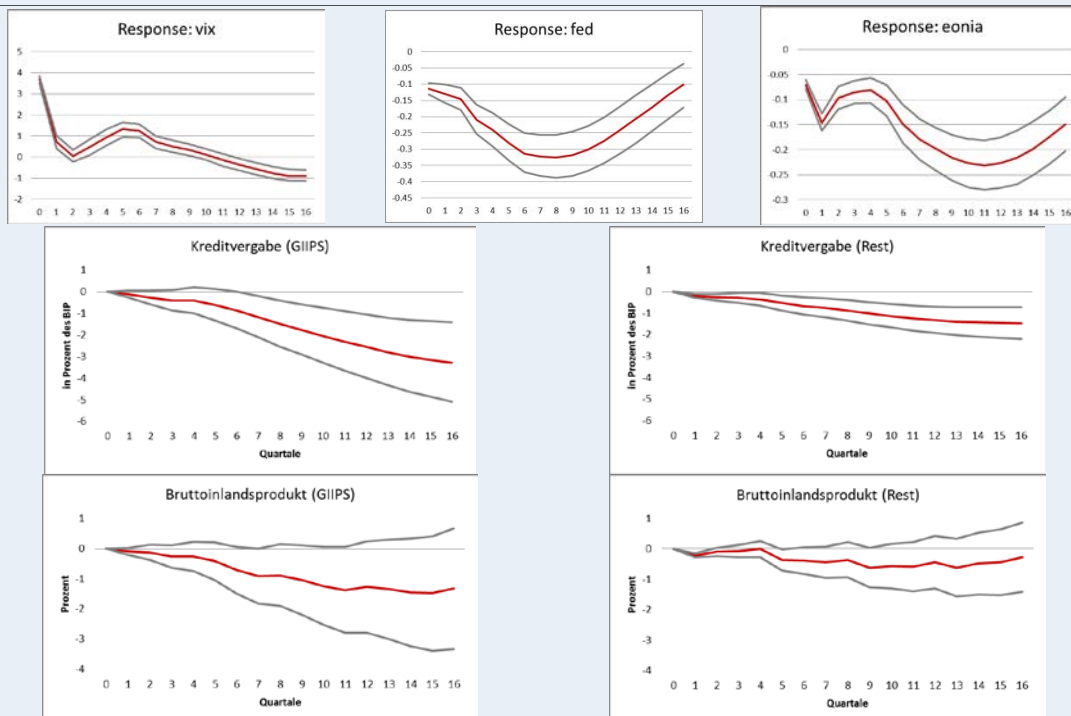 Response: vix
5
4
3
2
1
0
-1
-2
0 1 2 3 4 5 6 7 8 9 10 11 12 13 14 15 16
Response: fed
0
-0.05
-0.1
-0.15
-0.2
-0.25
-0.3
-0.35
-0.4
-0.45
0 1 2 3 4 5 6 7 8 9 10 11 12 13 14 15 16
Response: eonia
0
-0.05
-0.1
-0.15
-0.2
-0.25
-0.3
0 1 2 3 4 5 6 7 8 9 10 11 12 13 14 15 16
Kreditvergabe (GIIPS)
in Prozent des BIP
1
0
-1
-2
-3
-4
-5
-6
0 1 2 3 4 5 6 7 8 9 10 11 12 13 14 15 16
Quartale
Kreditvergabe (Rest)
in Prozent des BIP
1
0
-1
-2
-3
-4
-5
-6
0 1 2 3 4 5 6 7 8 9 10 11 12 13 14 15 16
Quartale
Bruttoinlandsprodukt (GIIPS)
Prozent
1
0
-1
-2
-3
-4
0 1 2 3 4 5 6 7 8 9 10 11 12 13 14 15 16
Quartale
Bruttoinlandsprodukt (Rest)
Prozent
1
0
-1
-2
-3
-4
0 1 2 3 4 5 6 7 8 9 10 11 12 13 14 15 16
Quartale